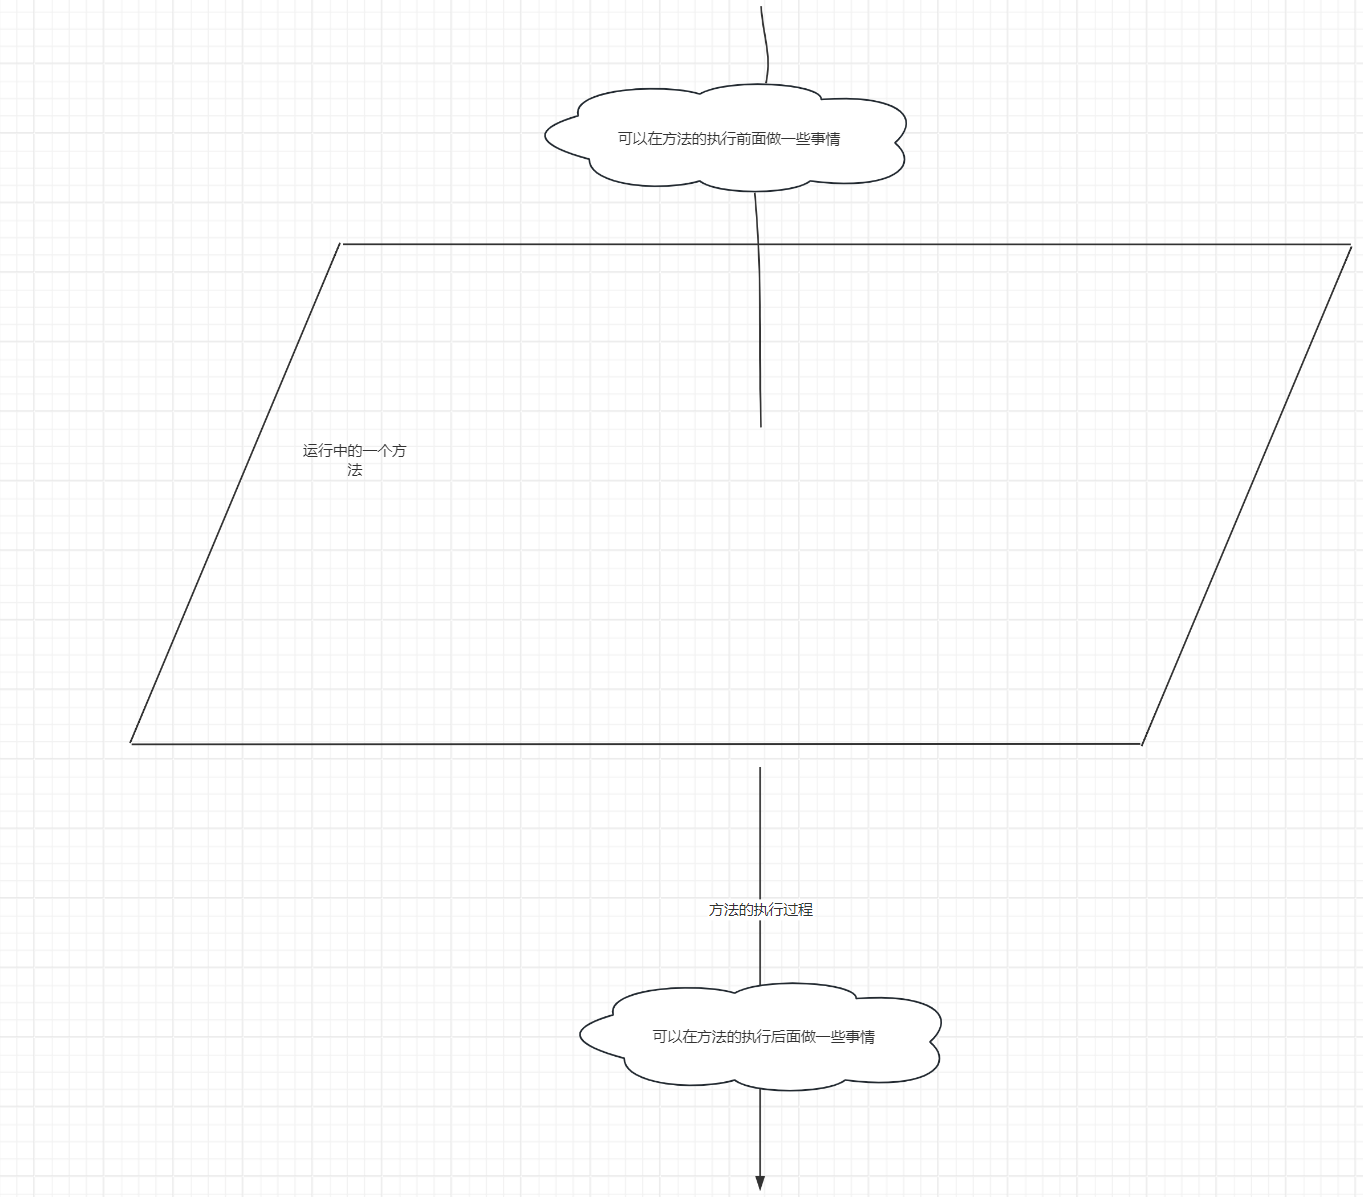 可以在方法的执行前面做一些事情
运行中的一个方
法
方法的执行过程
可以在方法的执行后面做一些事情